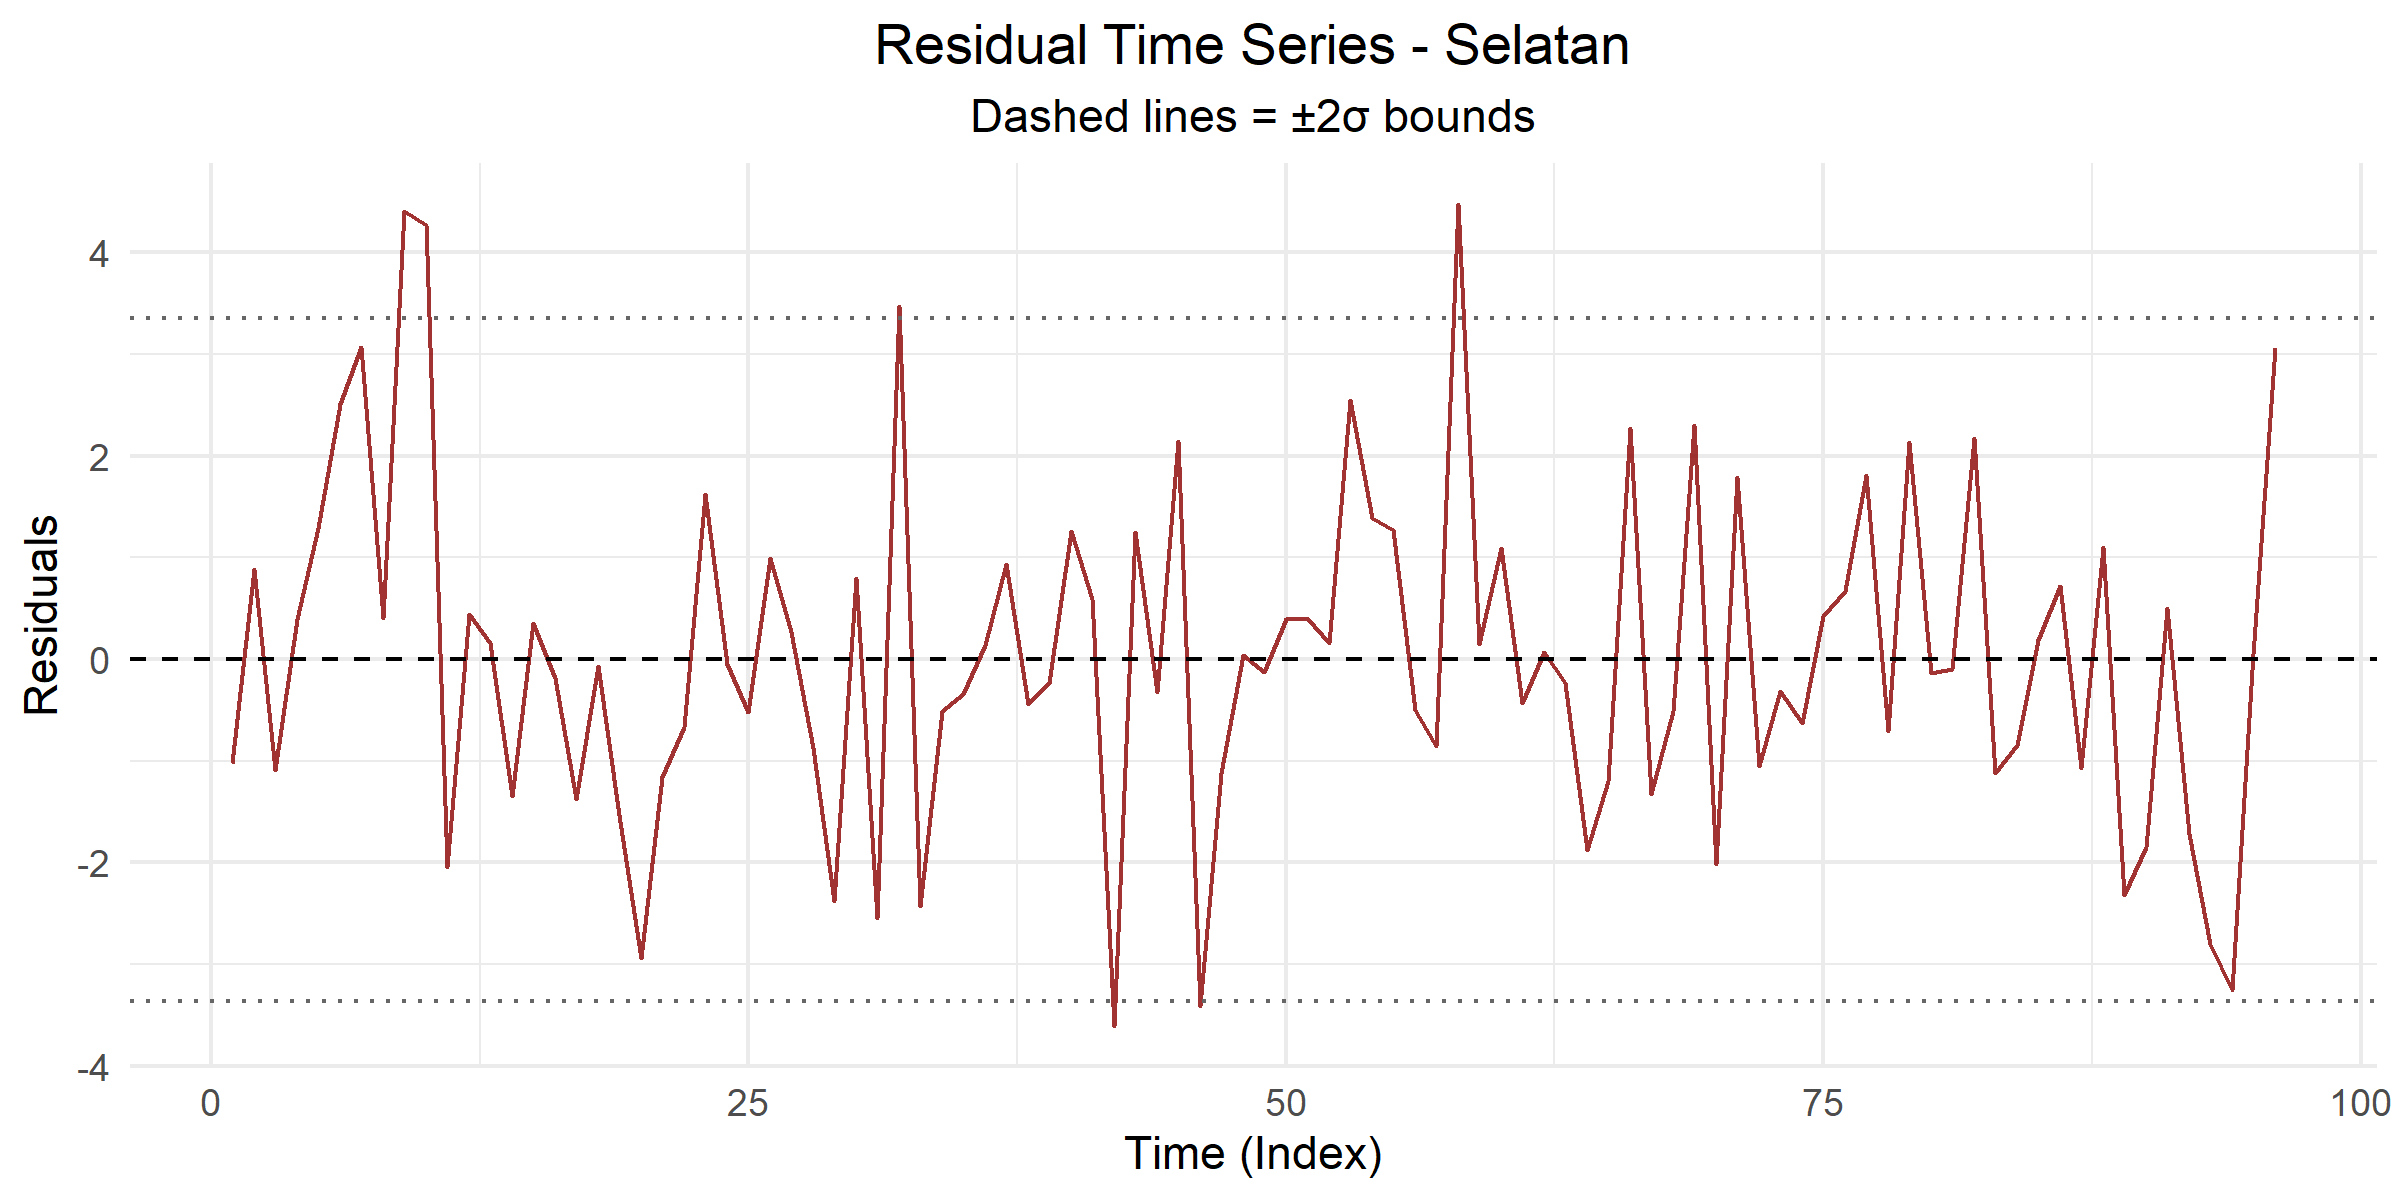 Residual Time Series - Selatan
Dashed lines = ±2σ bounds
Residuals
4
2
0
-2
-4
0 25 50 75 100
Time (Index)